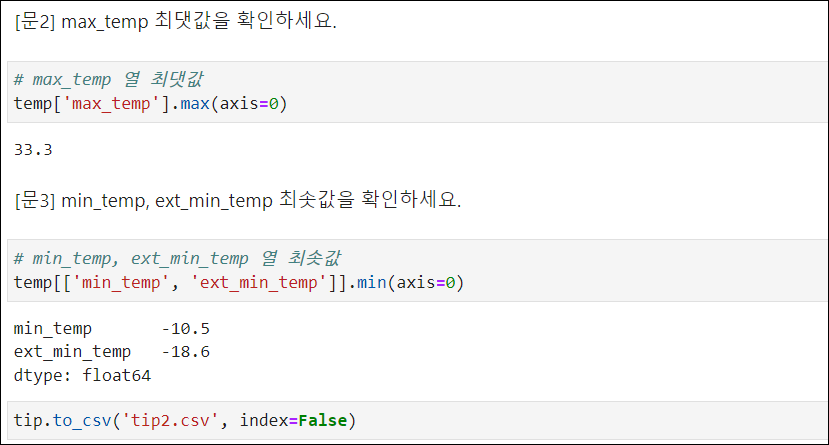 [문2] max_temp 최댓값을 확인하세요.
# max_temp 열 최댓값
temp['max_temp'].max(axis=0)
33.3
[문3] min_temp, ext_min_temp 최솟값을 확인하세요.
# min_temp, ext_min_temp 열 최솟값
temp[['min_temp', 'ext_min_temp']].min(axis=0)
min_temp       -10.5
ext_min_temp   -18.6
dtype: float64
tip.to_csv('tip2.csv', index=False)